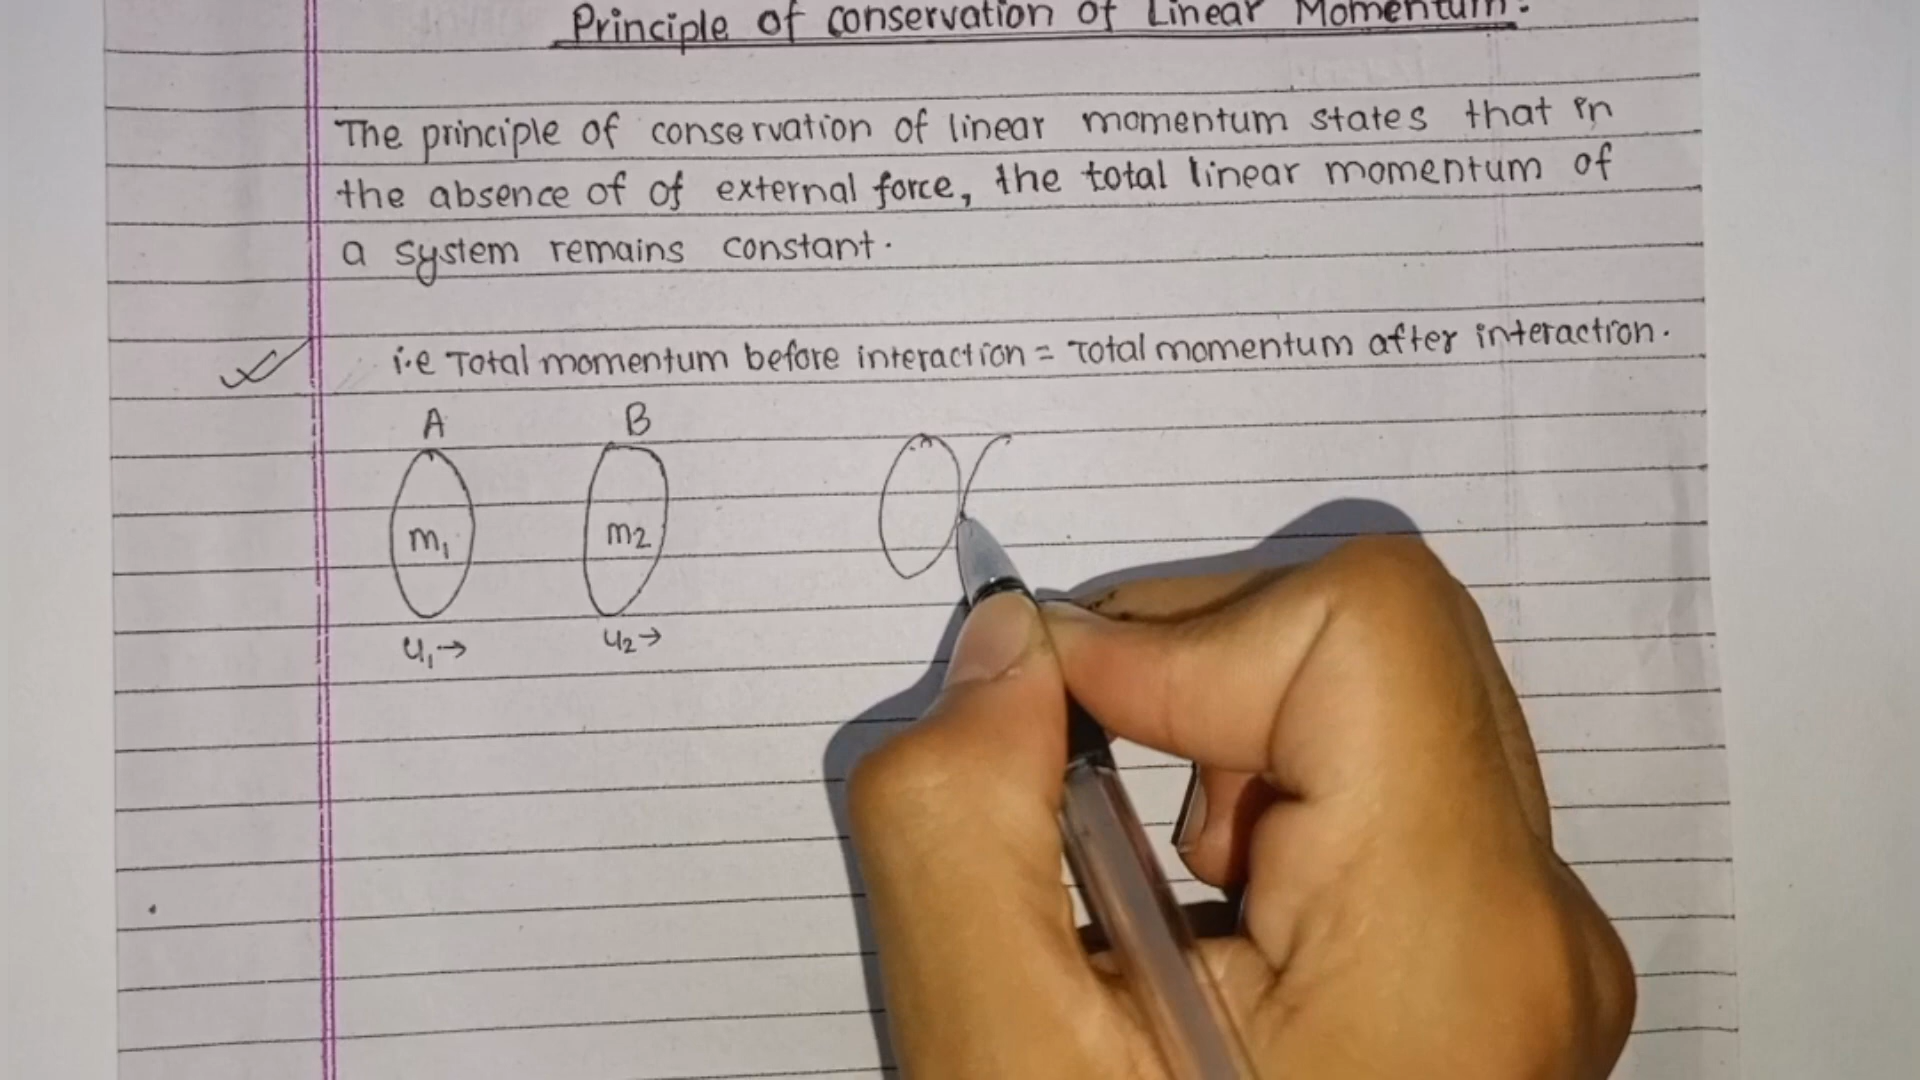 Principle of conservation of Linear Momentum:
The principle of conservation of linear momentum states that in
the absence of of external force, the total linear momentum of
a system remains constant.
i.e Total momentum before interaction = Total momentum after interaction.
A B
m₁ m₂
u₁→ u₂→